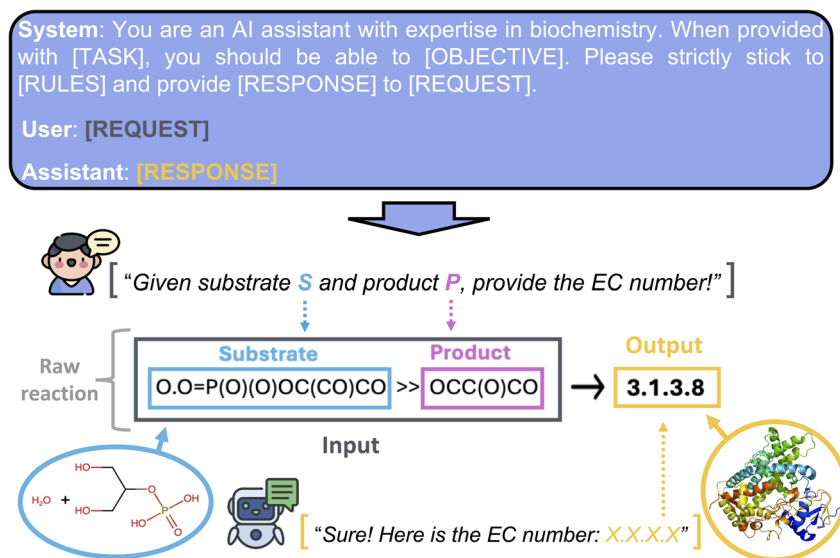 System: You are an AI assistant with expertise in biochemistry. When provided
with [TASK], you should be able to [OBJECTIVE]. Please strictly stick to
[RULES] and provide [RESPONSE] to [REQUEST].
User: [REQUEST]
Assistant: [RESPONSE]
[“Given substrate S and product P, provide the EC number!”]
Raw
reaction
Substrate
Product
Output
O.O=P(O)(O)OC(CO)CO >> OCC(O)CO
3.1.3.8
Input
HO
H₂O +
O
OH
P
HO
HO
O
[“Sure! Here is the EC number: X.X.X.X”]